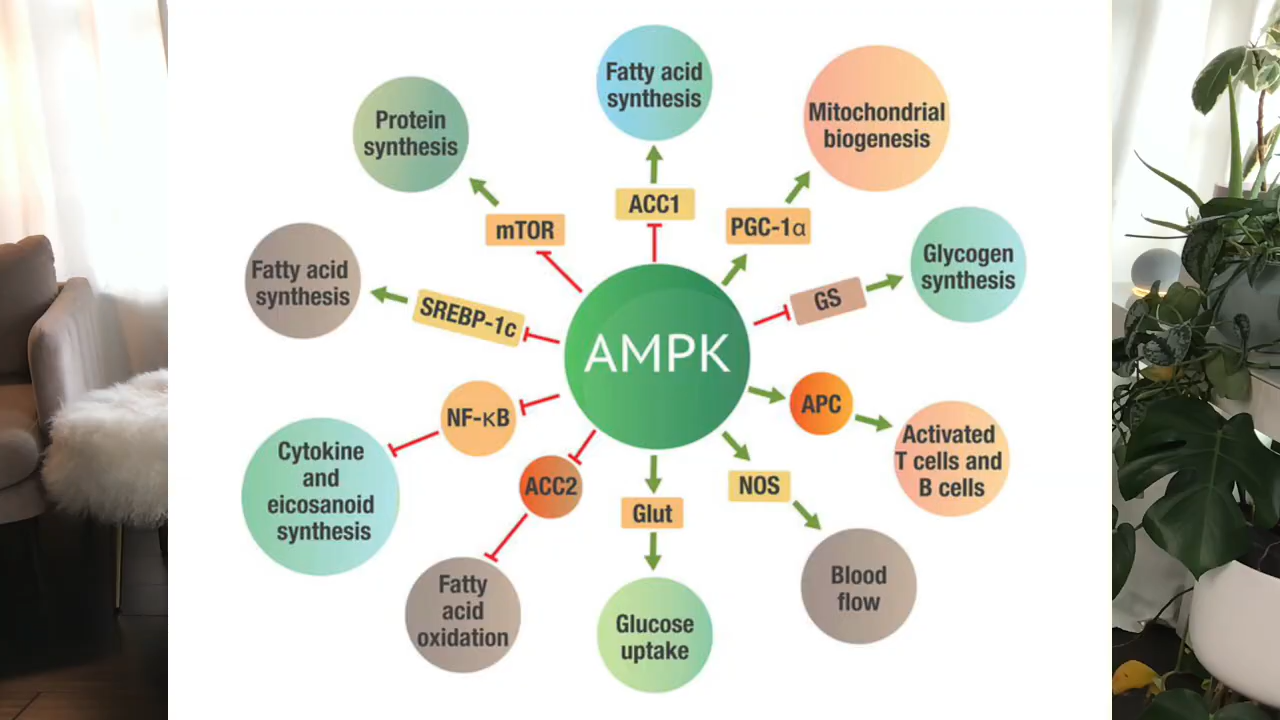 Fatty acid
synthesis
Mitochondrial
biogenesis
Protein
synthesis
ACC1
PGC-1α
mTOR
Glycogen
synthesis
Fatty acid
synthesis
GS
SREBP-1c
AMPK
APC
NF-κB
Activated
T cells and
B cells
Cytokine
and
eicosanoid
synthesis
ACC2
NOS
Glut
Blood
flow
Fatty
acid
oxidation
Glucose
uptake